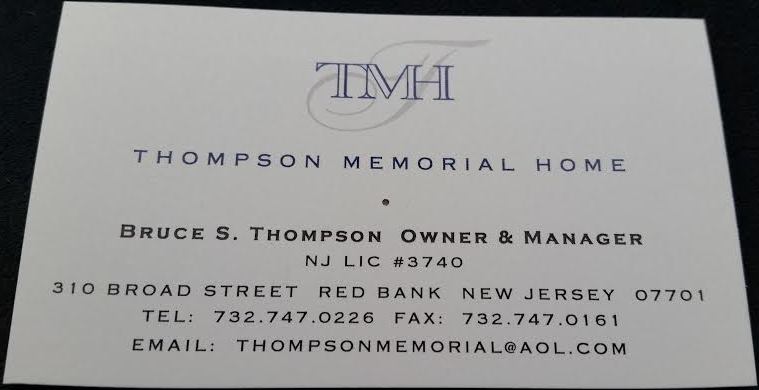 TMH
THOMPSON MEMORIAL HOME
BRUCE S. THOMPSON OWNER & MANAGER
NJ LIC #3740
310 BROAD STREET RED BANK NEW JERSEY 07701
TEL: 732.747.0226 FAX: 732.747.0161
EMAIL: THOMPSONMEMORIAL@AOL.COM